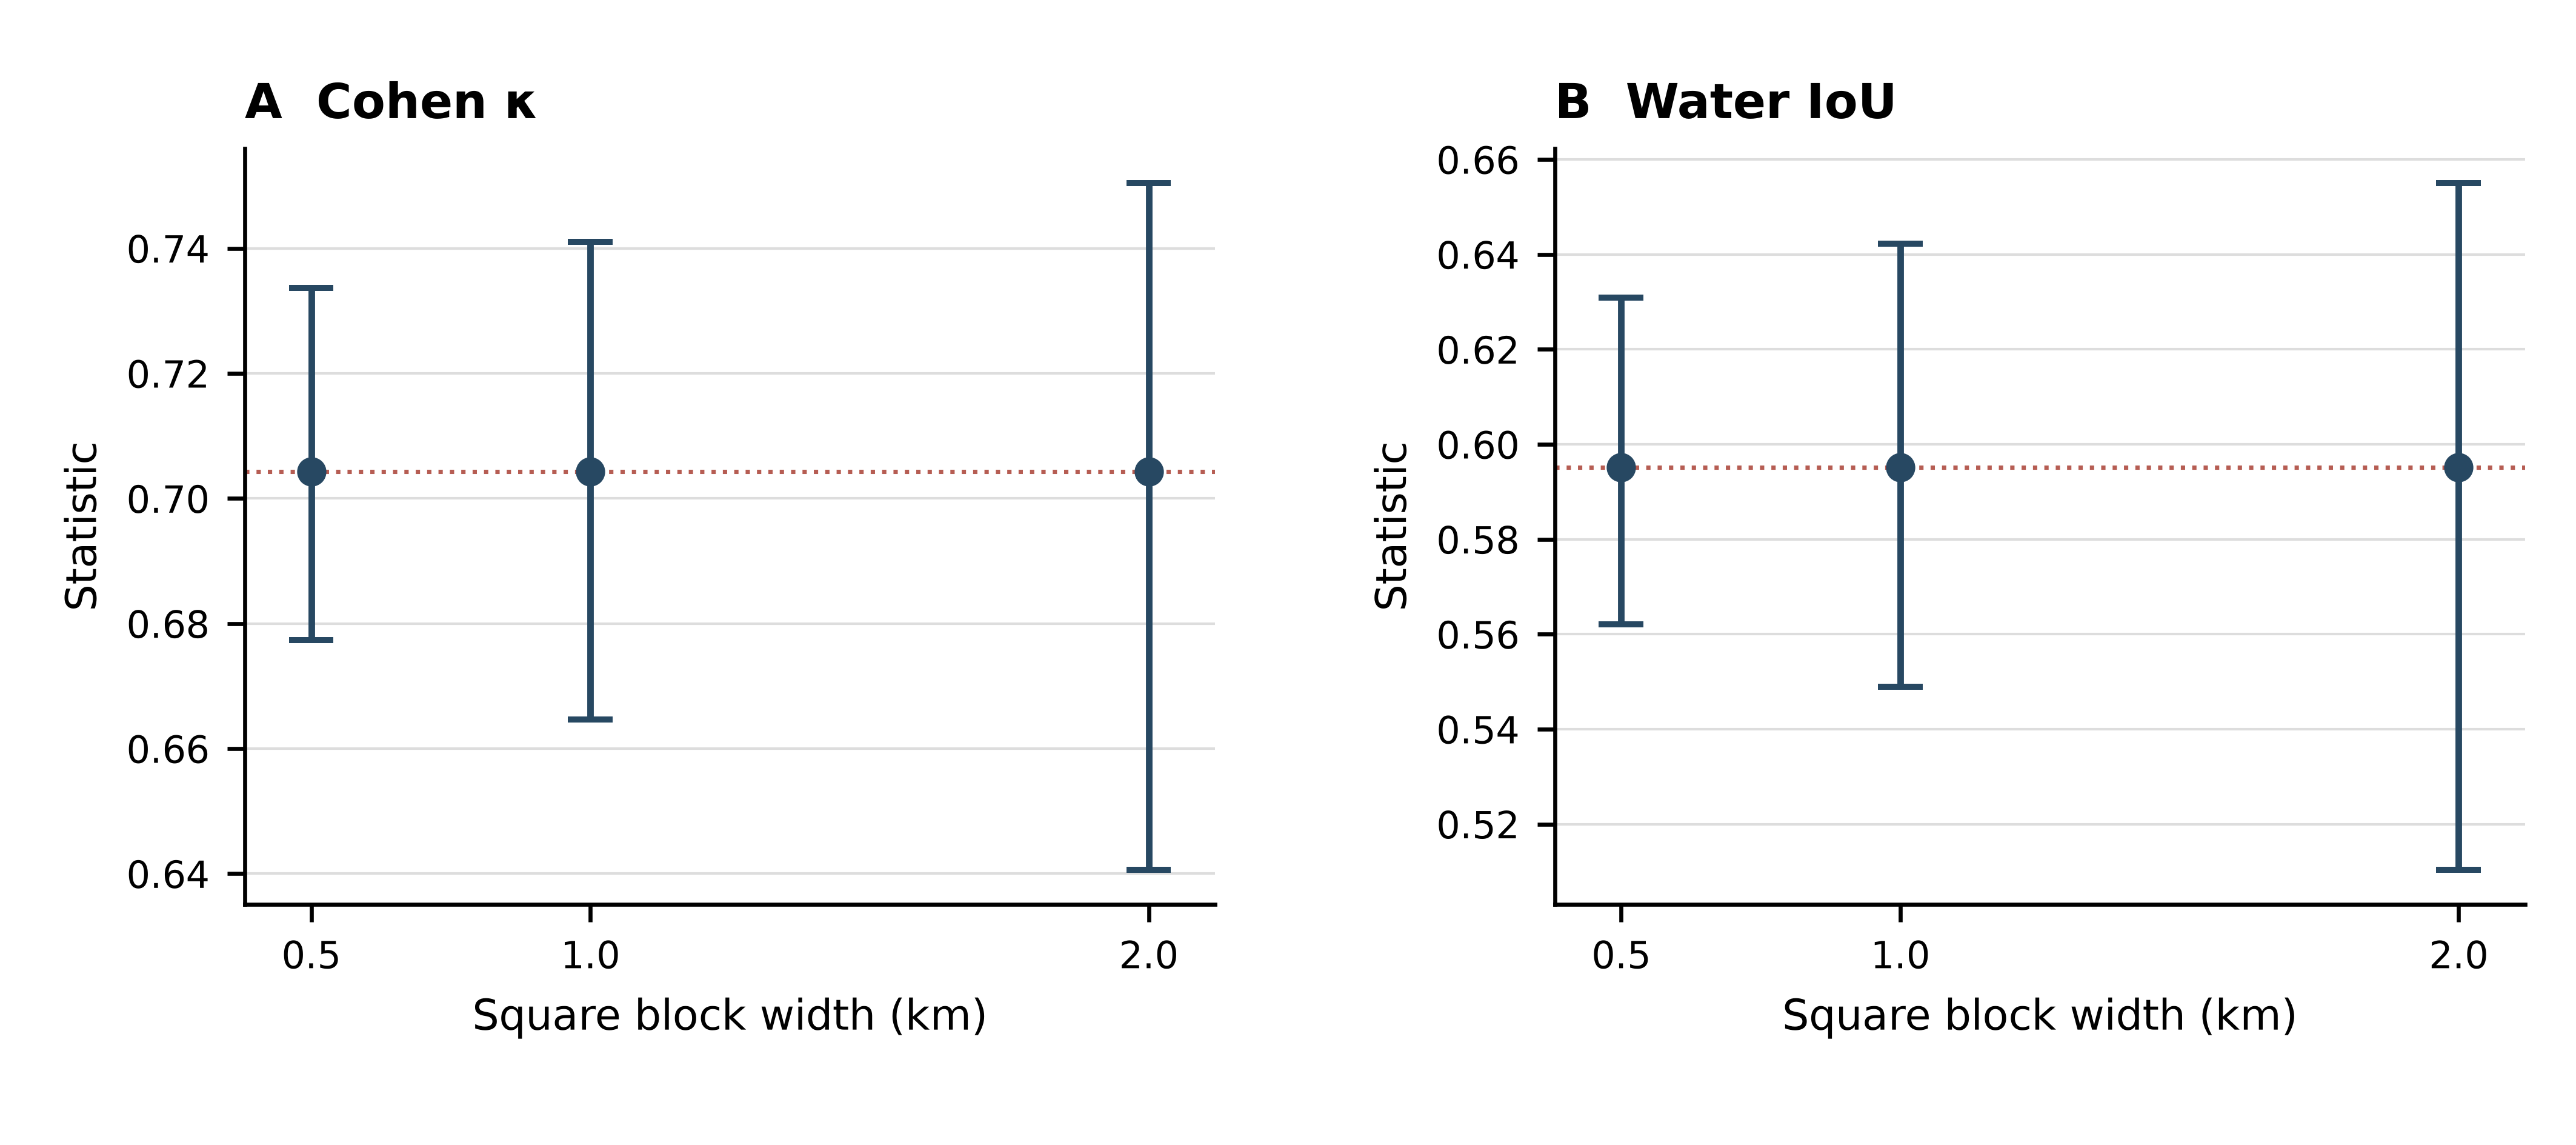 A  Cohen κ
0.74
0.72
0.70
0.68
0.66
0.64
Statistic
0.5 1.0 2.0
Square block width (km)
B  Water IoU
0.66
0.64
0.62
0.60
0.58
0.56
0.54
0.52
Statistic
0.5 1.0 2.0
Square block width (km)